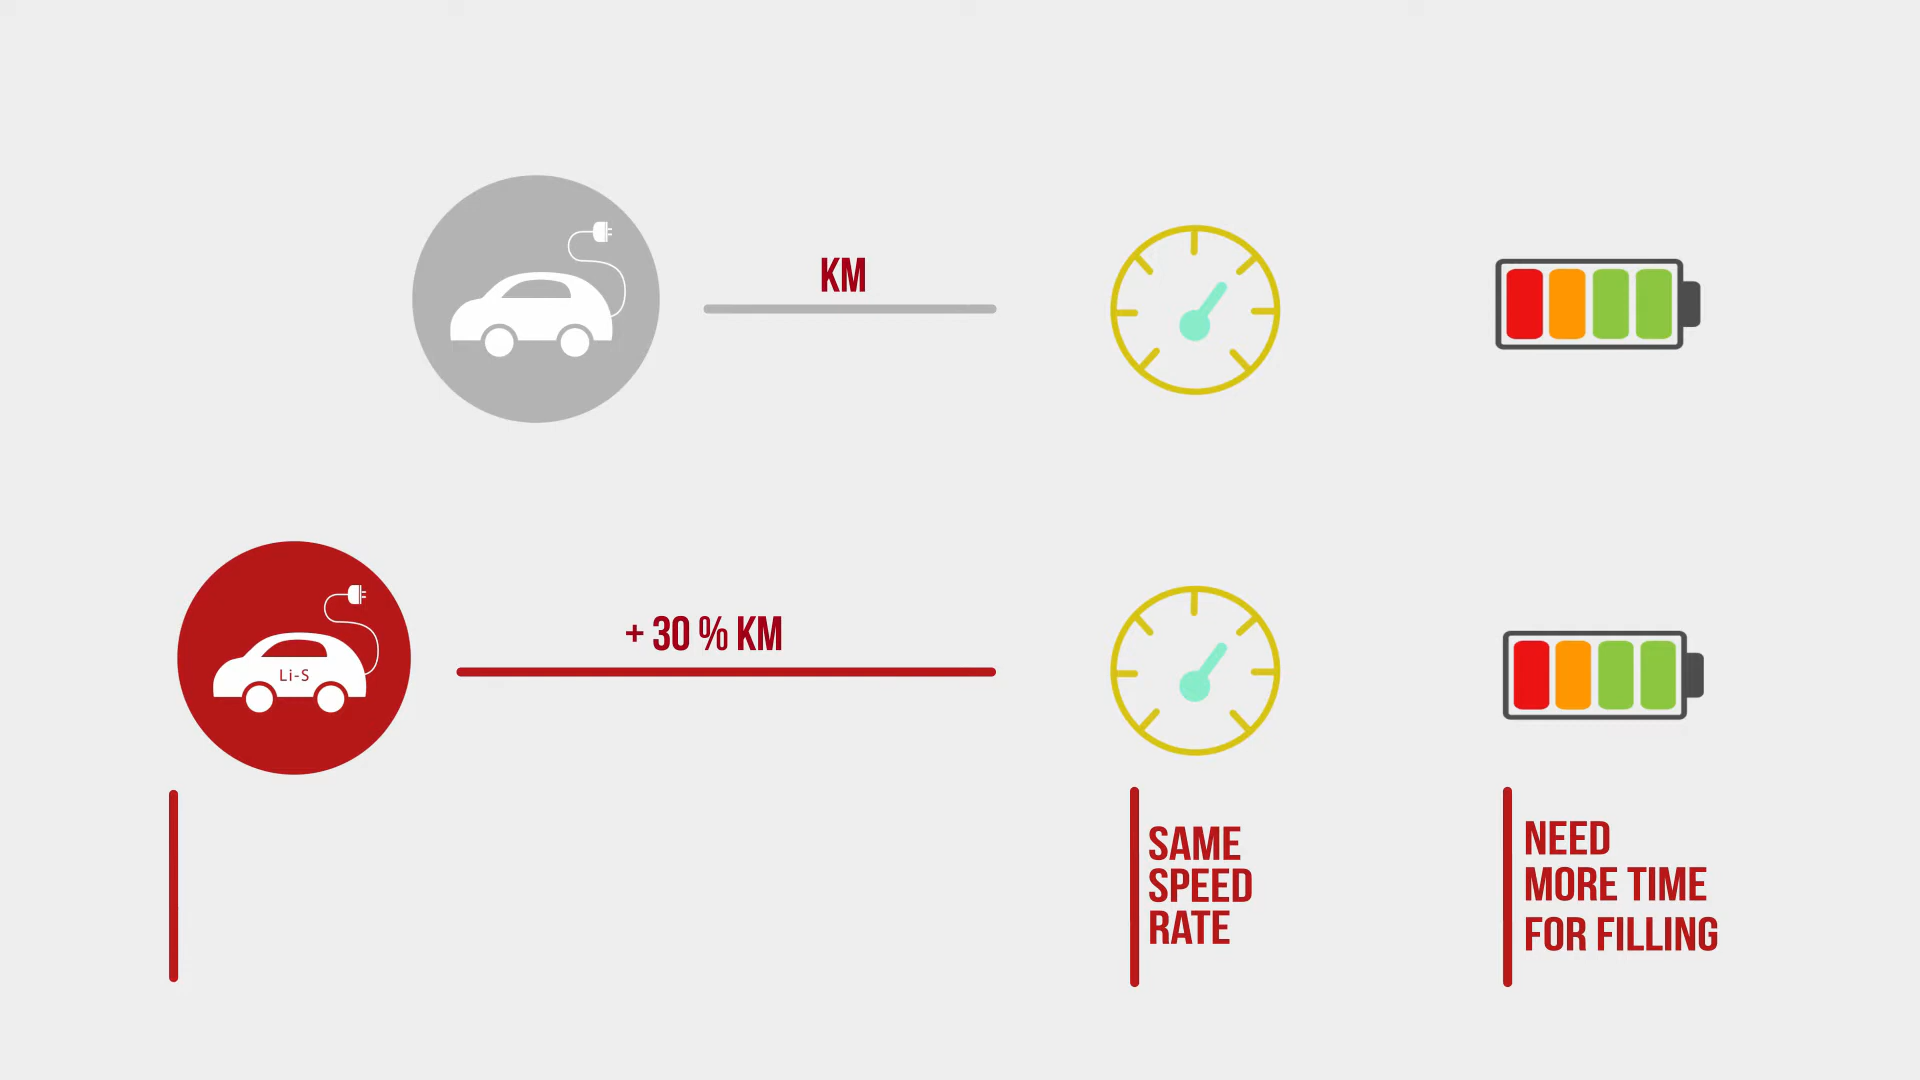 KM
+ 30 % KM
Li-S
SAME
SPEED
RATE
NEED
MORE TIME
FOR FILLING